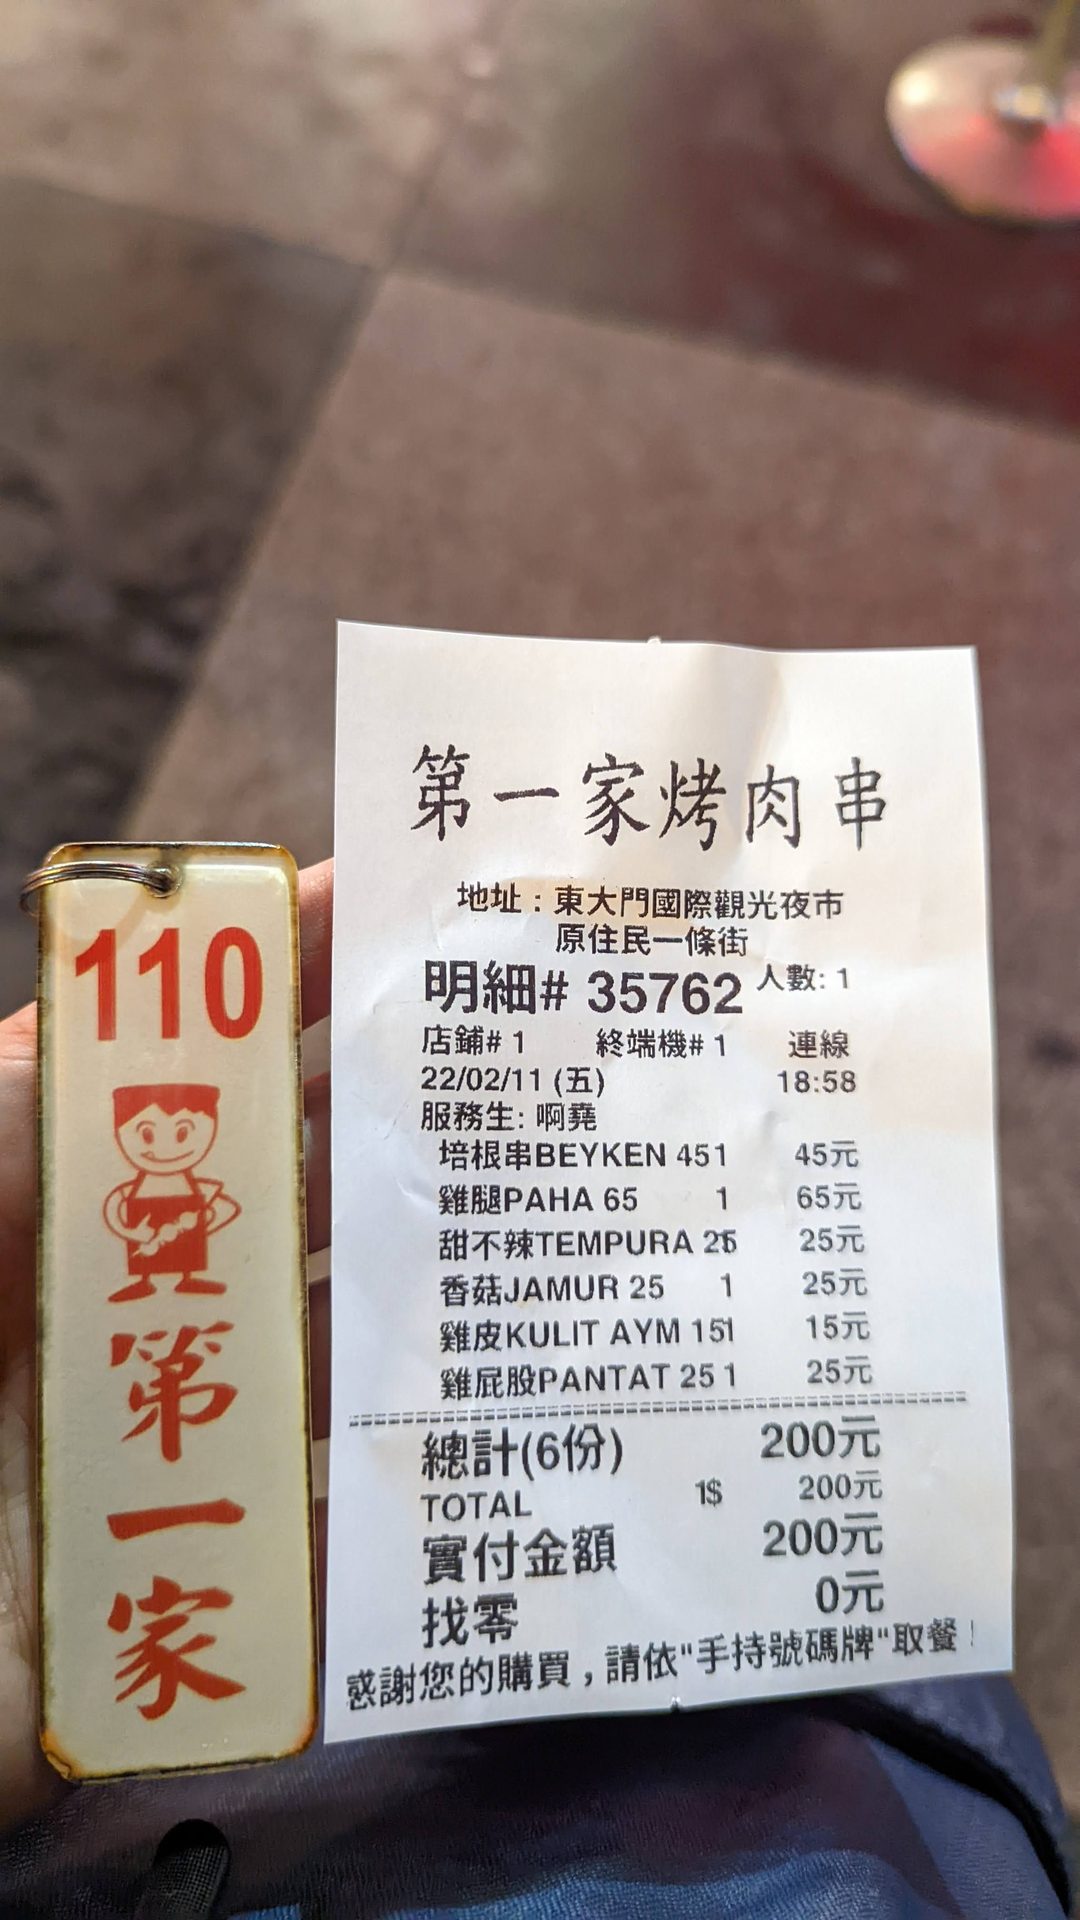 110
第
一
家
第一家烤肉串
地址：東大門國際觀光夜市
原住民一條街
明細# 35762 人數: 1
店鋪# 1 終端機# 1 連線
22/02/11 (五) 18:58
服務生: 啊堯
培根串BEYKEN 451 45元
雞腿PAHA 65 1 65元
甜不辣TEMPURA 25 25元
香菇JAMUR 25 1 25元
雞皮KULIT AYM 151 15元
雞屁股PANTAT 25 1 25元
總計(6份) 200元
TOTAL 1$ 200元
實付金額 200元
找零 0元
感謝您的購買，請依"手持號碼牌"取餐！